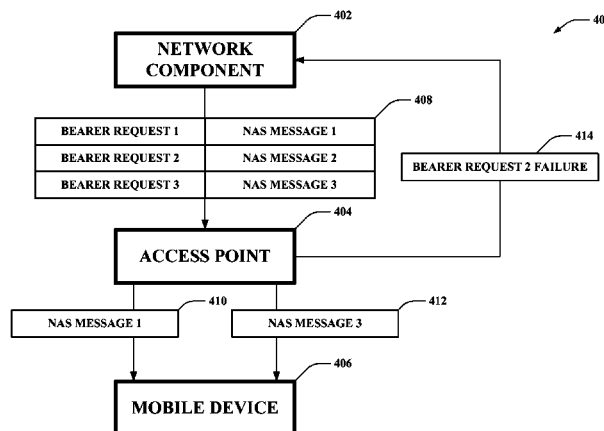 402
40
NETWORK
COMPONENT
408
BEARER REQUEST 1 NAS MESSAGE 1
BEARER REQUEST 2 NAS MESSAGE 2
BEARER REQUEST 3 NAS MESSAGE 3
414
BEARER REQUEST 2 FAILURE
404
ACCESS POINT
410
NAS MESSAGE 1
412
NAS MESSAGE 3
406
MOBILE DEVICE